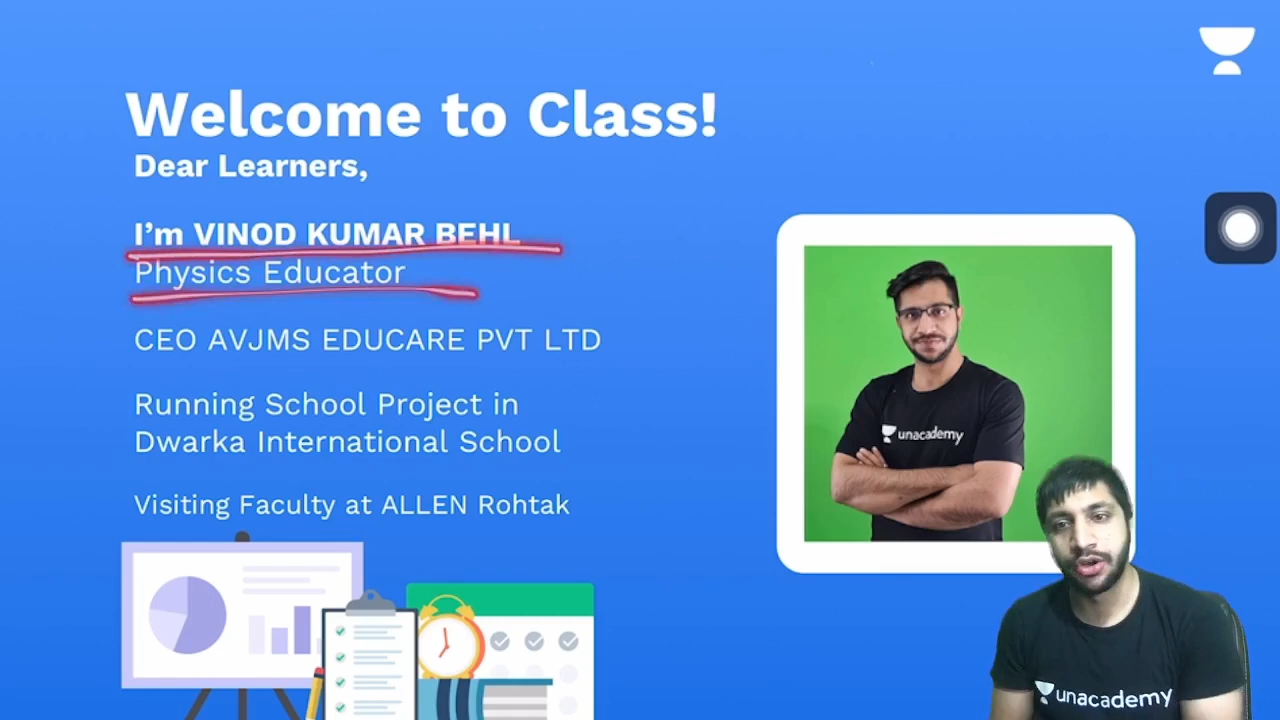 Welcome to Class!
Dear Learners,
I'm VINOD KUMAR BEHL
Physics Educator
CEO AVJMS EDUCARE PVT LTD
Running School Project in
Dwarka International School
Visiting Faculty at ALLEN Rohtak
unacademy
unacademy